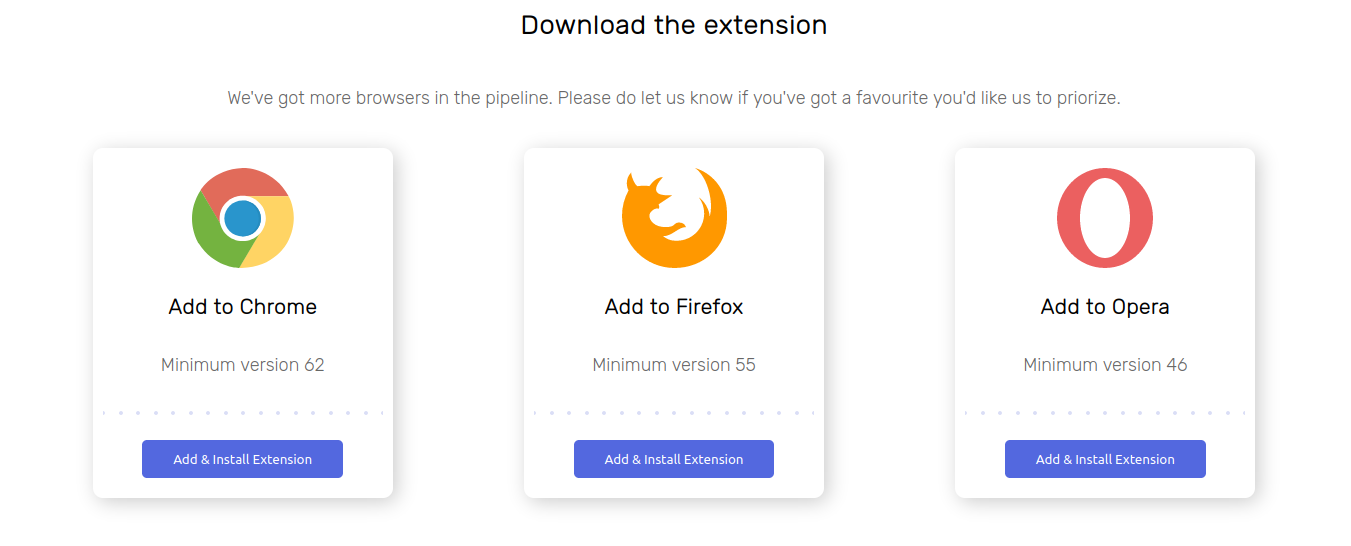 Download the extension
We've got more browsers in the pipeline. Please do let us know if you've got a favourite you'd like us to priorize.
Add to Chrome
Minimum version 62
Add & Install Extension
Add to Firefox
Minimum version 55
Add & Install Extension
Add to Opera
Minimum version 46
Add & Install Extension